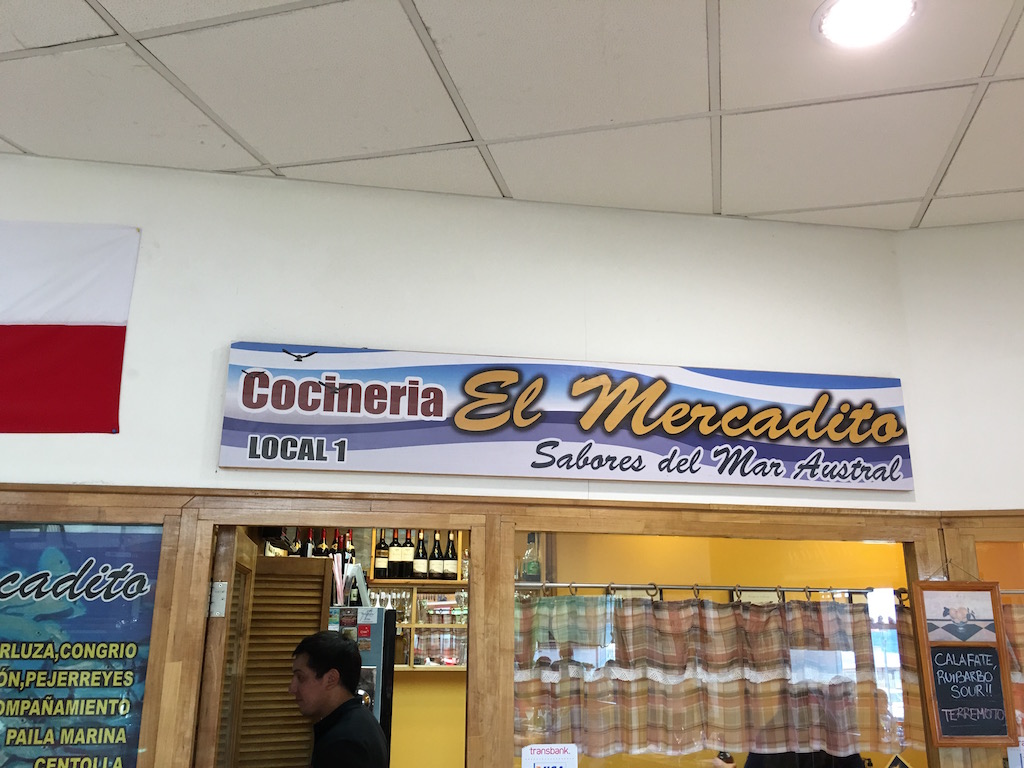 Cocineria El Mercadito
LOCAL 1
Sabores del Mar Austral
rcadito
RLUZA,CONGRIO
ÓN,PEJERREYES
OMPAÑAMIENTO
PAILA MARINA
CENTOLLA
transbank.
CALAFATE,
RUIBARBO
SOUR!!
TERREMOTO